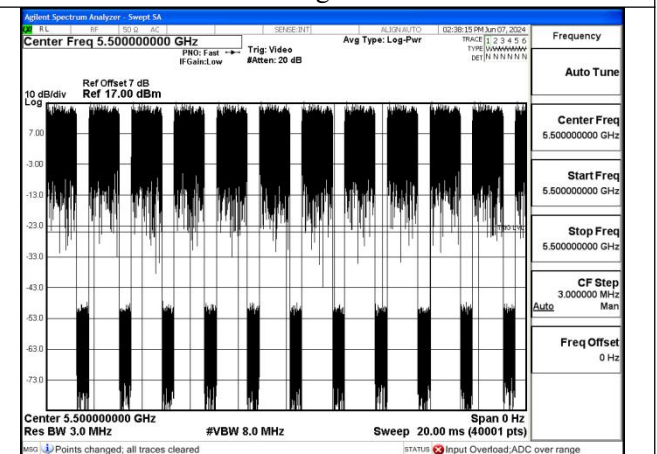 Agilent Spectrum Analyzer - Swept SA
RL RF 50 Ω AC SENSE:INT ALIGN AUTO 02:38:15 PM Jun 07, 2024
Center Freq 5.500000000 GHz
PNO: Fast
IFGain:Low
Trig: Video
#Atten: 20 dB
Avg Type: Log-Pwr
TRACE 1 2 3 4 5 6
TYPE
DET N N N N N N
Ref Offset 7 dB
10 dB/div Ref 17.00 dBm
Log
7.00
-3.00
-13.0
-23.0
-33.0
-43.0
-53.0
-63.0
-73.0
Center 5.500000000 GHz Span 0 Hz
Res BW 3.0 MHz #VBW 8.0 MHz Sweep 20.00 ms (40001 pts)
MSG Points changed; all traces cleared STATUS Input Overload;ADC over range
Frequency
Auto Tune
Center Freq
5.500000000 GHz
Start Freq
5.500000000 GHz
Stop Freq
5.500000000 GHz
CF Step
3.000000 MHz
Auto Man
Freq Offset
0 Hz